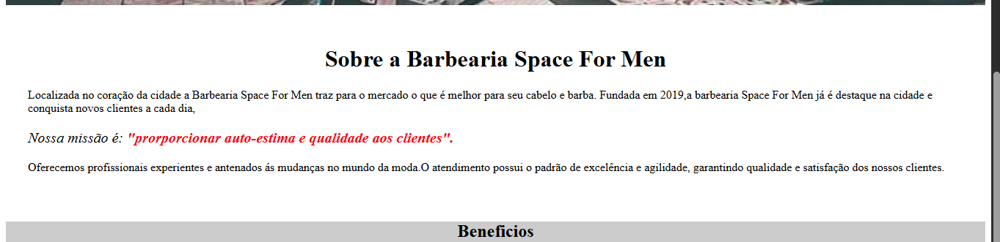 Sobre a Barbearia Space For Men
Localizada no coração da cidade a Barbearia Space For Men traz para o mercado o que é melhor para seu cabelo e barba. Fundada em 2019,a barbearia Space For Men já é destaque na cidade e
conquista novos clientes a cada dia,
Nossa missão é: "prorporcionar auto-estima e qualidade aos clientes".
Oferecemos profissionais experientes e antenados ás mudanças no mundo da moda.O atendimento possui o padrão de excelência e agilidade, garantindo qualidade e satisfação dos nossos clientes.
Beneficios